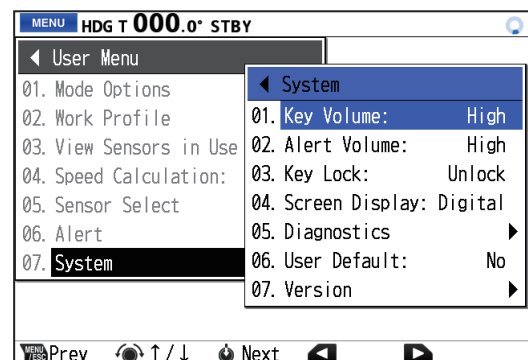 MENU HDG T 000.0° STBY
User Menu
01. Mode Options
02. Work Profile
03. View Sensors in Use
04. Speed Calculation:
05. Sensor Select
06. Alert
07. System
System
01. Key Volume: High
02. Alert Volume: High
03. Key Lock: Unlock
04. Screen Display: Digital
05. Diagnostics
06. User Default: No
07. Version
MENU/ESC Prev ↑/↓ Next